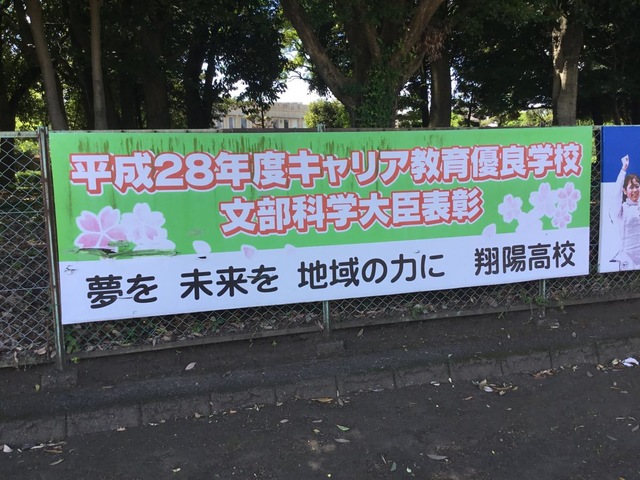 平成28年度キャリア教育優良学校
文部科学大臣表彰
夢を 未来を 地域の力に 翔陽高校